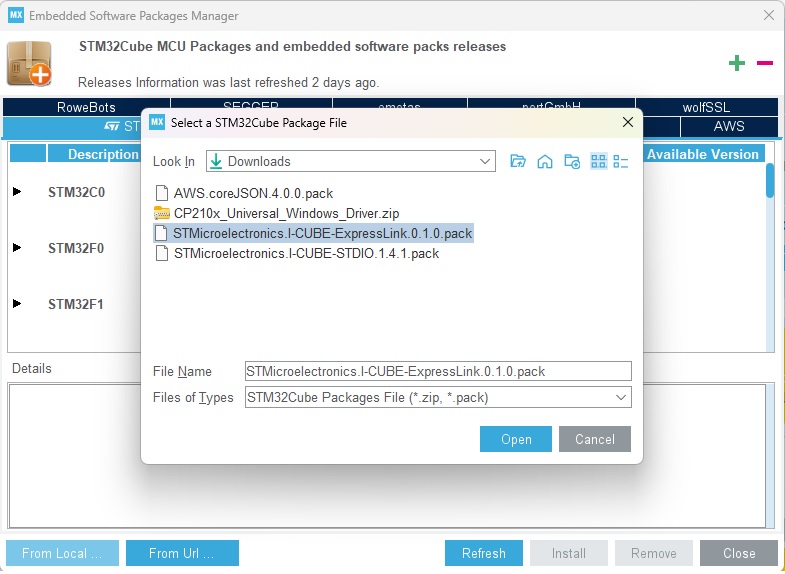 MX Embedded Software Packages Manager
STM32Cube MCU Packages and embedded software packs releases
Releases Information was last refreshed 2 days ago.
RoweBots SEGGER emotas portGmbH wolfSSL
ST AWS
Description Available Version
STM32C0
STM32F0
STM32F1
Details
MX Select a STM32Cube Package File
Look In Downloads
AWS.coreJSON.4.0.0.pack
CP210x_Universal_Windows_Driver.zip
STMicroelectronics.I-CUBE-ExpressLink.0.1.0.pack
STMicroelectronics.I-CUBE-STDIO.1.4.1.pack
File Name STMicroelectronics.I-CUBE-ExpressLink.0.1.0.pack
Files of Types STM32Cube Packages File (*.zip, *.pack)
Open Cancel
From Local ... From Url ... Refresh Install Remove Close